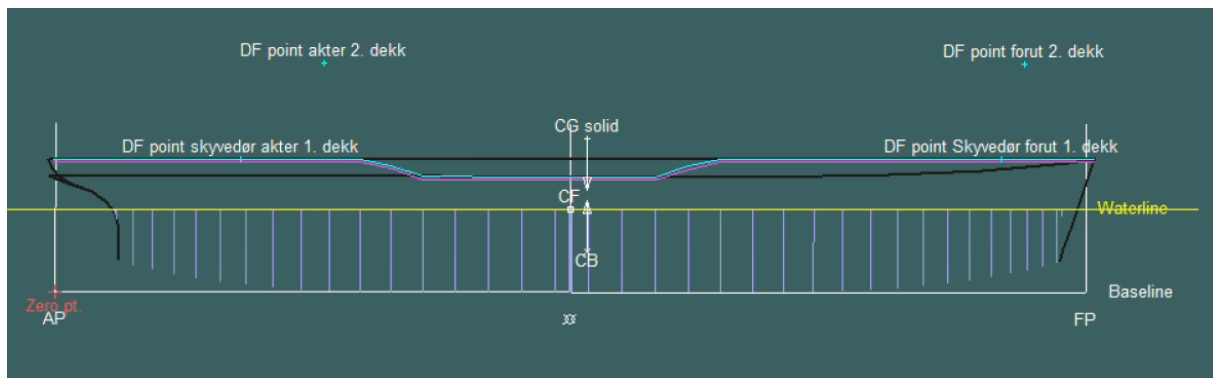 DF point akter 2. dekk
DF point forut 2. dekk
CG solid
DF point skyvedør akter 1. dekk
DF point Skyvedør forut 1. dekk
CF
Waterline
CB
Baseline
Zero pt.
AP
FP